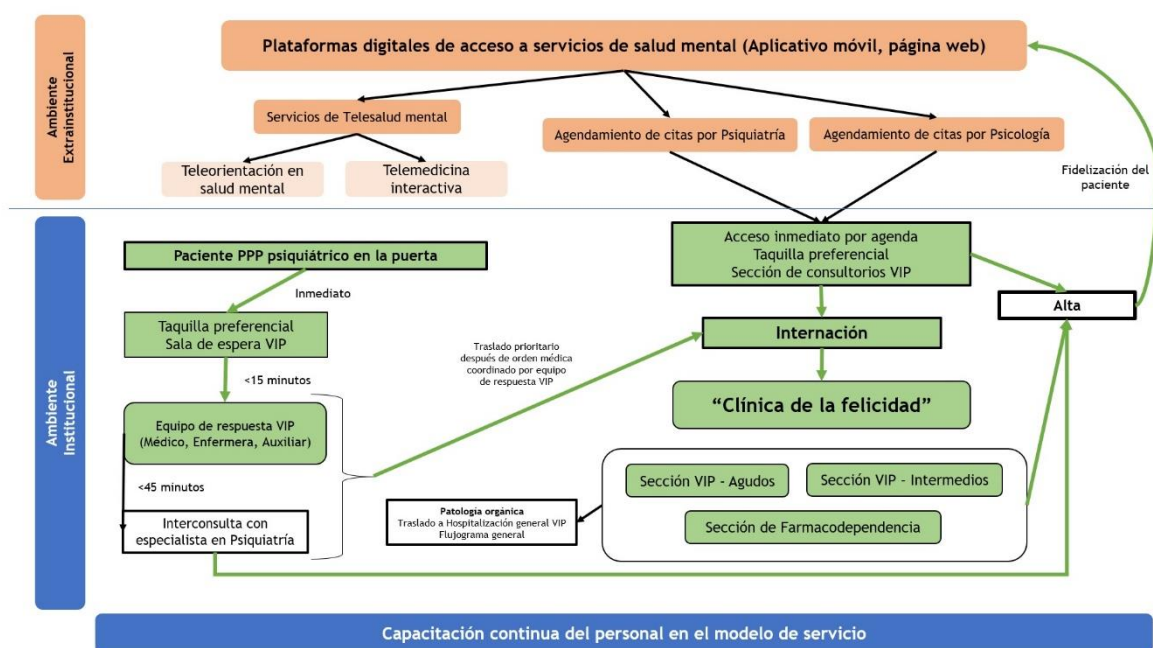 Ambiente
Extrainstitucional
Plataformas digitales de acceso a servicios de salud mental (Aplicativo móvil, página web)
Servicios de Telesalud mental
Agendamiento de citas por Psiquiatría
Agendamiento de citas por Psicología
Teleorientación en
salud mental
Telemedicina
interactiva
Fidelización del
paciente
Ambiente
Institucional
Paciente PPP psiquiátrico en la puerta
Inmediato
Taquilla preferencial
Sala de espera VIP
<15 minutos
Equipo de respuesta VIP
(Médico, Enfermera, Auxiliar)
<45 minutos
Interconsulta con
especialista en Psiquiatría
Traslado prioritario
después de orden médica
coordinado por equipo
de respuesta VIP
Acceso inmediato por agenda
Taquilla preferencial
Sección de consultorios VIP
Alta
Internación
“Clínica de la felicidad”
Sección VIP - Agudos
Sección VIP - Intermedios
Sección de Farmacodependencia
Patología orgánica
Traslado a Hospitalización general VIP
Flujograma general
Capacitación continua del personal en el modelo de servicio